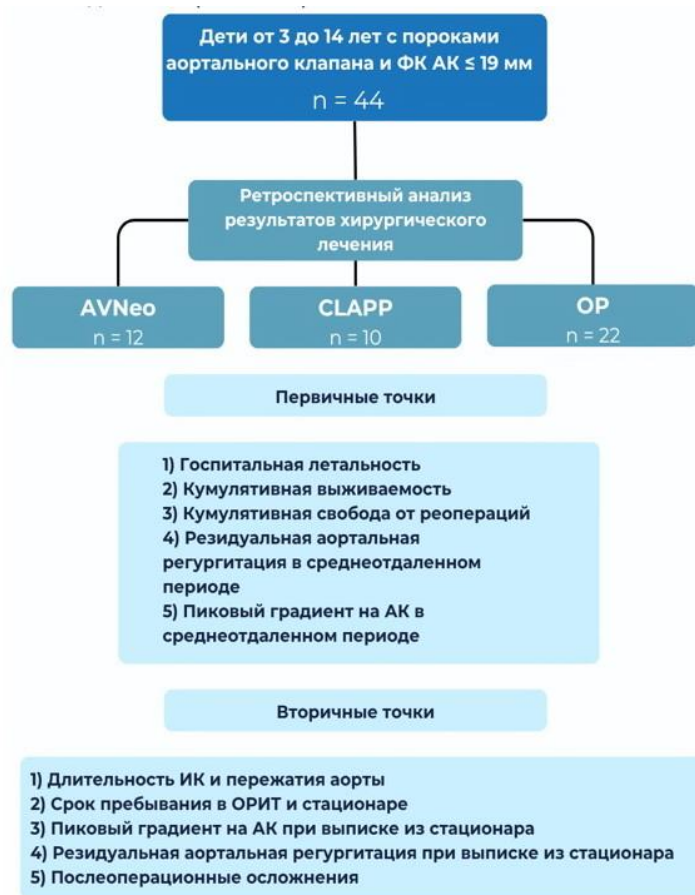 Дети от 3 до 14 лет с пороками
аортального клапана и ФК АК ≤ 19 мм
n = 44
Ретроспективный анализ
результатов хирургического
лечения
AVNeo
n = 12
CLAPP
n = 10
OP
n = 22
Первичные точки
1) Госпитальная летальность
2) Кумулятивная выживаемость
3) Кумулятивная свобода от реопераций
4) Резидуальная аортальная
регургитация в среднеотдаленном
периоде
5) Пиковый градиент на АК в
среднеотдаленном периоде
Вторичные точки
1) Длительность ИК и пережатия аорты
2) Срок пребывания в ОРИТ и стационаре
3) Пиковый градиент на АК при выписке из стационара
4) Резидуальная аортальная регургитация при выписке из стационара
5) Послеоперационные осложнения